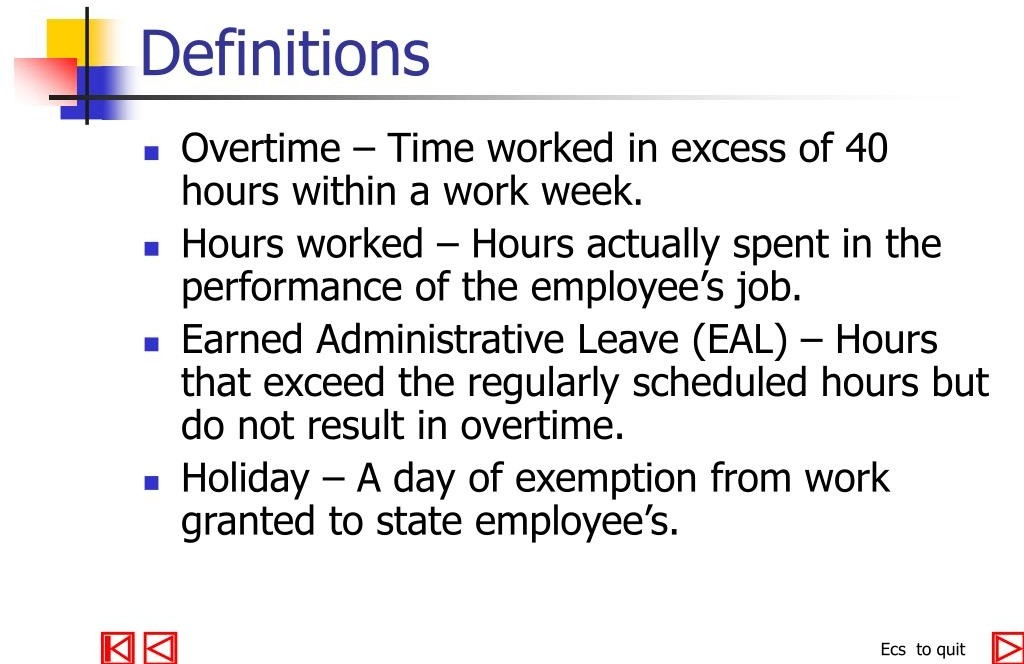 Definitions
Overtime – Time worked in excess of 40
hours within a work week.
Hours worked – Hours actually spent in the
performance of the employee’s job.
Earned Administrative Leave (EAL) – Hours
that exceed the regularly scheduled hours but
do not result in overtime.
Holiday – A day of exemption from work
granted to state employee’s.
Ecs to quit